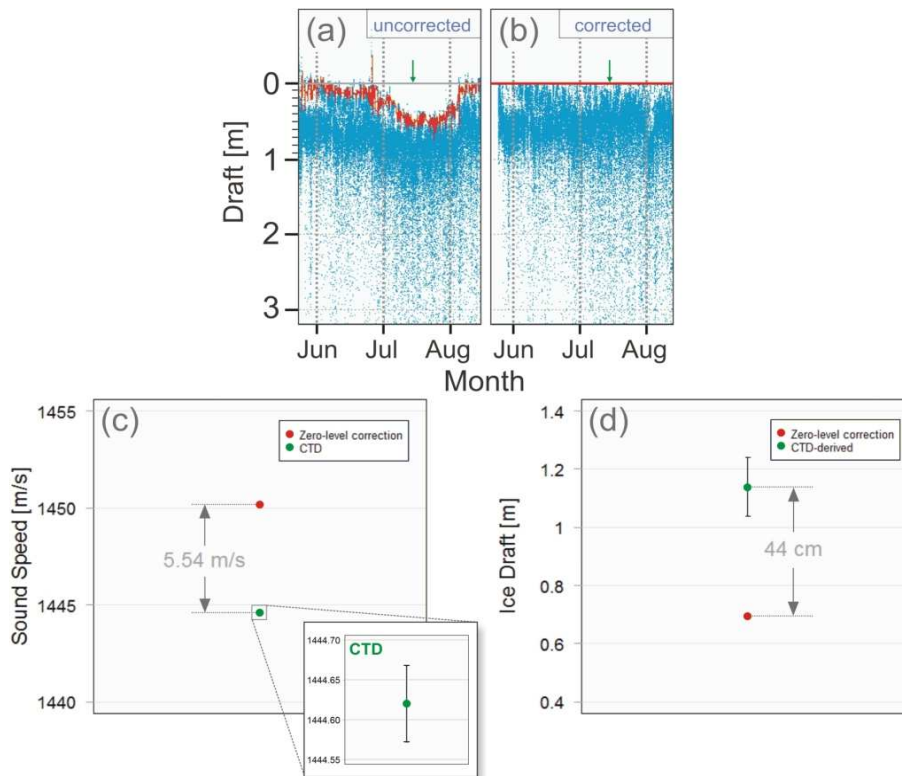 (a) uncorrected
(b) corrected
0
1
2
3
Draft [m]
Jun Jul Aug
Jun Jul Aug
Month
(c)
1455
1450
1445
1440
Sound Speed [m/s]
Zero-level correction
CTD
5.54 m/s
CTD
1444.70
1444.65
1444.60
1444.55
(d)
1.4
1.2
1
0.8
0.6
0.4
Ice Draft [m]
Zero-level correction
CTD-derived
44 cm